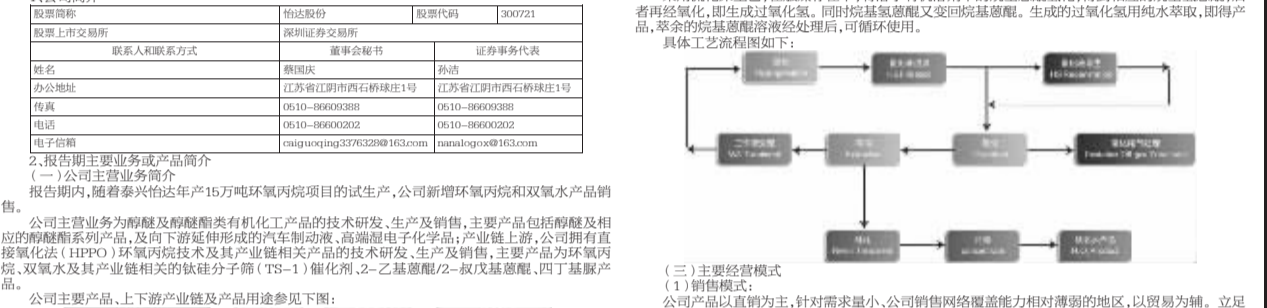 股票简称 怡达股份 股票代码 300721
股票上市交易所 深圳证券交易所
联系人和联系方式 董事会秘书 证券事务代表
姓名 蔡国庆 孙洁
办公地址 江苏省江阴市西石桥球庄1号 江苏省江阴市西石桥球庄1号
传真 0510-86609388 0510-86609388
电话 0510-86600202 0510-86600202
电子信箱 caiguoqing3376328@163.com nanalogox@163.com
2、报告期主要业务或产品简介
(一)公司主营业务简介
报告期内,随着泰兴怡达年产15万吨环氧丙烷项目的试生产,公司新增环氧丙烷和双氧水产品销
售。
公司主营业务为醇醚及醇醚酯类有机化工产品的技术研发、生产及销售,主要产品包括醇醚及相
应的醇醚酯系列产品,及向下游延伸形成的汽车制动液、高端湿电子化学品;产业链上游,公司拥有直
接氧化法(HPPO)环氧丙烷技术及其产业链相关产品的技术研发、生产及销售,主要产品为环氧丙
烷、双氧水及其产业链相关的钛硅分子筛(TS-1)催化剂、2-乙基蒽醌/2-叔戊基蒽醌、四丁基脲产
品。
公司主要产品、上下游产业链及产品用途参见下图:
者再经氧化,即生成过氧化氢。同时烷基氢蒽醌又变回烷基蒽醌。生成的过氧化氢用纯水萃取,即得产
品,萃余的烷基蒽醌溶液经处理后,可循环使用。
具体工艺流程图如下:
(三)主要经营模式
(1)销售模式:
公司产品以直销为主,针对需求量小、公司销售网络覆盖能力相对薄弱的地区,以贸易为辅。立足